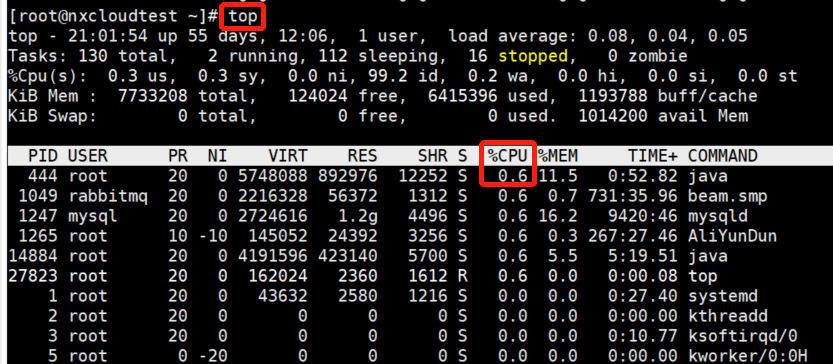 [root@nxcloudtest ~]# top
top - 21:01:54 up 55 days, 12:06,  1 user,  load average: 0.08, 0.04, 0.05
Tasks: 130 total,   2 running, 112 sleeping,  16 stopped,   0 zombie
%Cpu(s):  0.3 us,  0.3 sy,  0.0 ni, 99.2 id,  0.2 wa,  0.0 hi,  0.0 si,  0.0 st
KiB Mem :  7733208 total,   124024 free,  6415396 used,  1193788 buff/cache
KiB Swap:        0 total,        0 free,        0 used.  1014200 avail Mem
PID USER      PR  NI    VIRT    RES    SHR S  %CPU %MEM     TIME+ COMMAND
444 root      20   0 5748088 892976  12252 S   0.6 11.5   0:52.82 java
1049 rabbitmq  20   0 2216328  56372   1312 S   0.6  0.7 731:35.96 beam.smp
1247 mysql     20   0 2724616   1.2g   4496 S   0.6 16.2   9420:46 mysqld
1265 root      10 -10  145052  24392   3256 S   0.6  0.3 267:27.46 AliYunDun
14884 root      20   0 4191596 423140   5700 S   0.6  5.5   5:19.51 java
27823 root      20   0  162024   2360   1612 R   0.6  0.0   0:00.08 top
1 root      20   0   43632   2580   1216 S   0.0  0.0   0:27.40 systemd
2 root      20   0       0      0      0 S   0.0  0.0   0:00.00 kthreadd
3 root      20   0       0      0      0 S   0.0  0.0   0:10.77 ksoftirqd/0
5 root       0 -20       0      0      0 S   0.0  0.0   0:00.00 kworker/0:0H